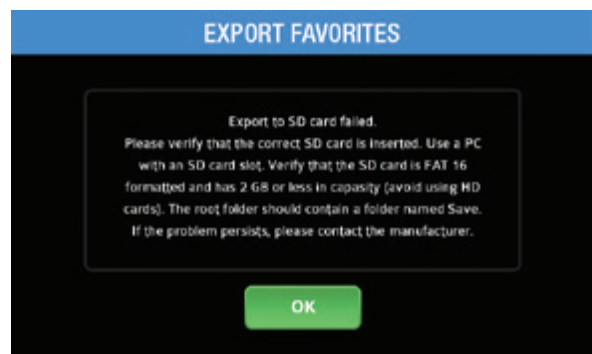 EXPORT FAVORITES
Export to SD card failed.
Please verify that the correct SD card is inserted. Use a PC
with an SD card slot. Verify that the SD card is FAT 16
formatted and has 2 GB or less in capacity (avoid using HD
cards). The root folder should contain a folder named Save.
If the problem persists, please contact the manufacturer.
OK